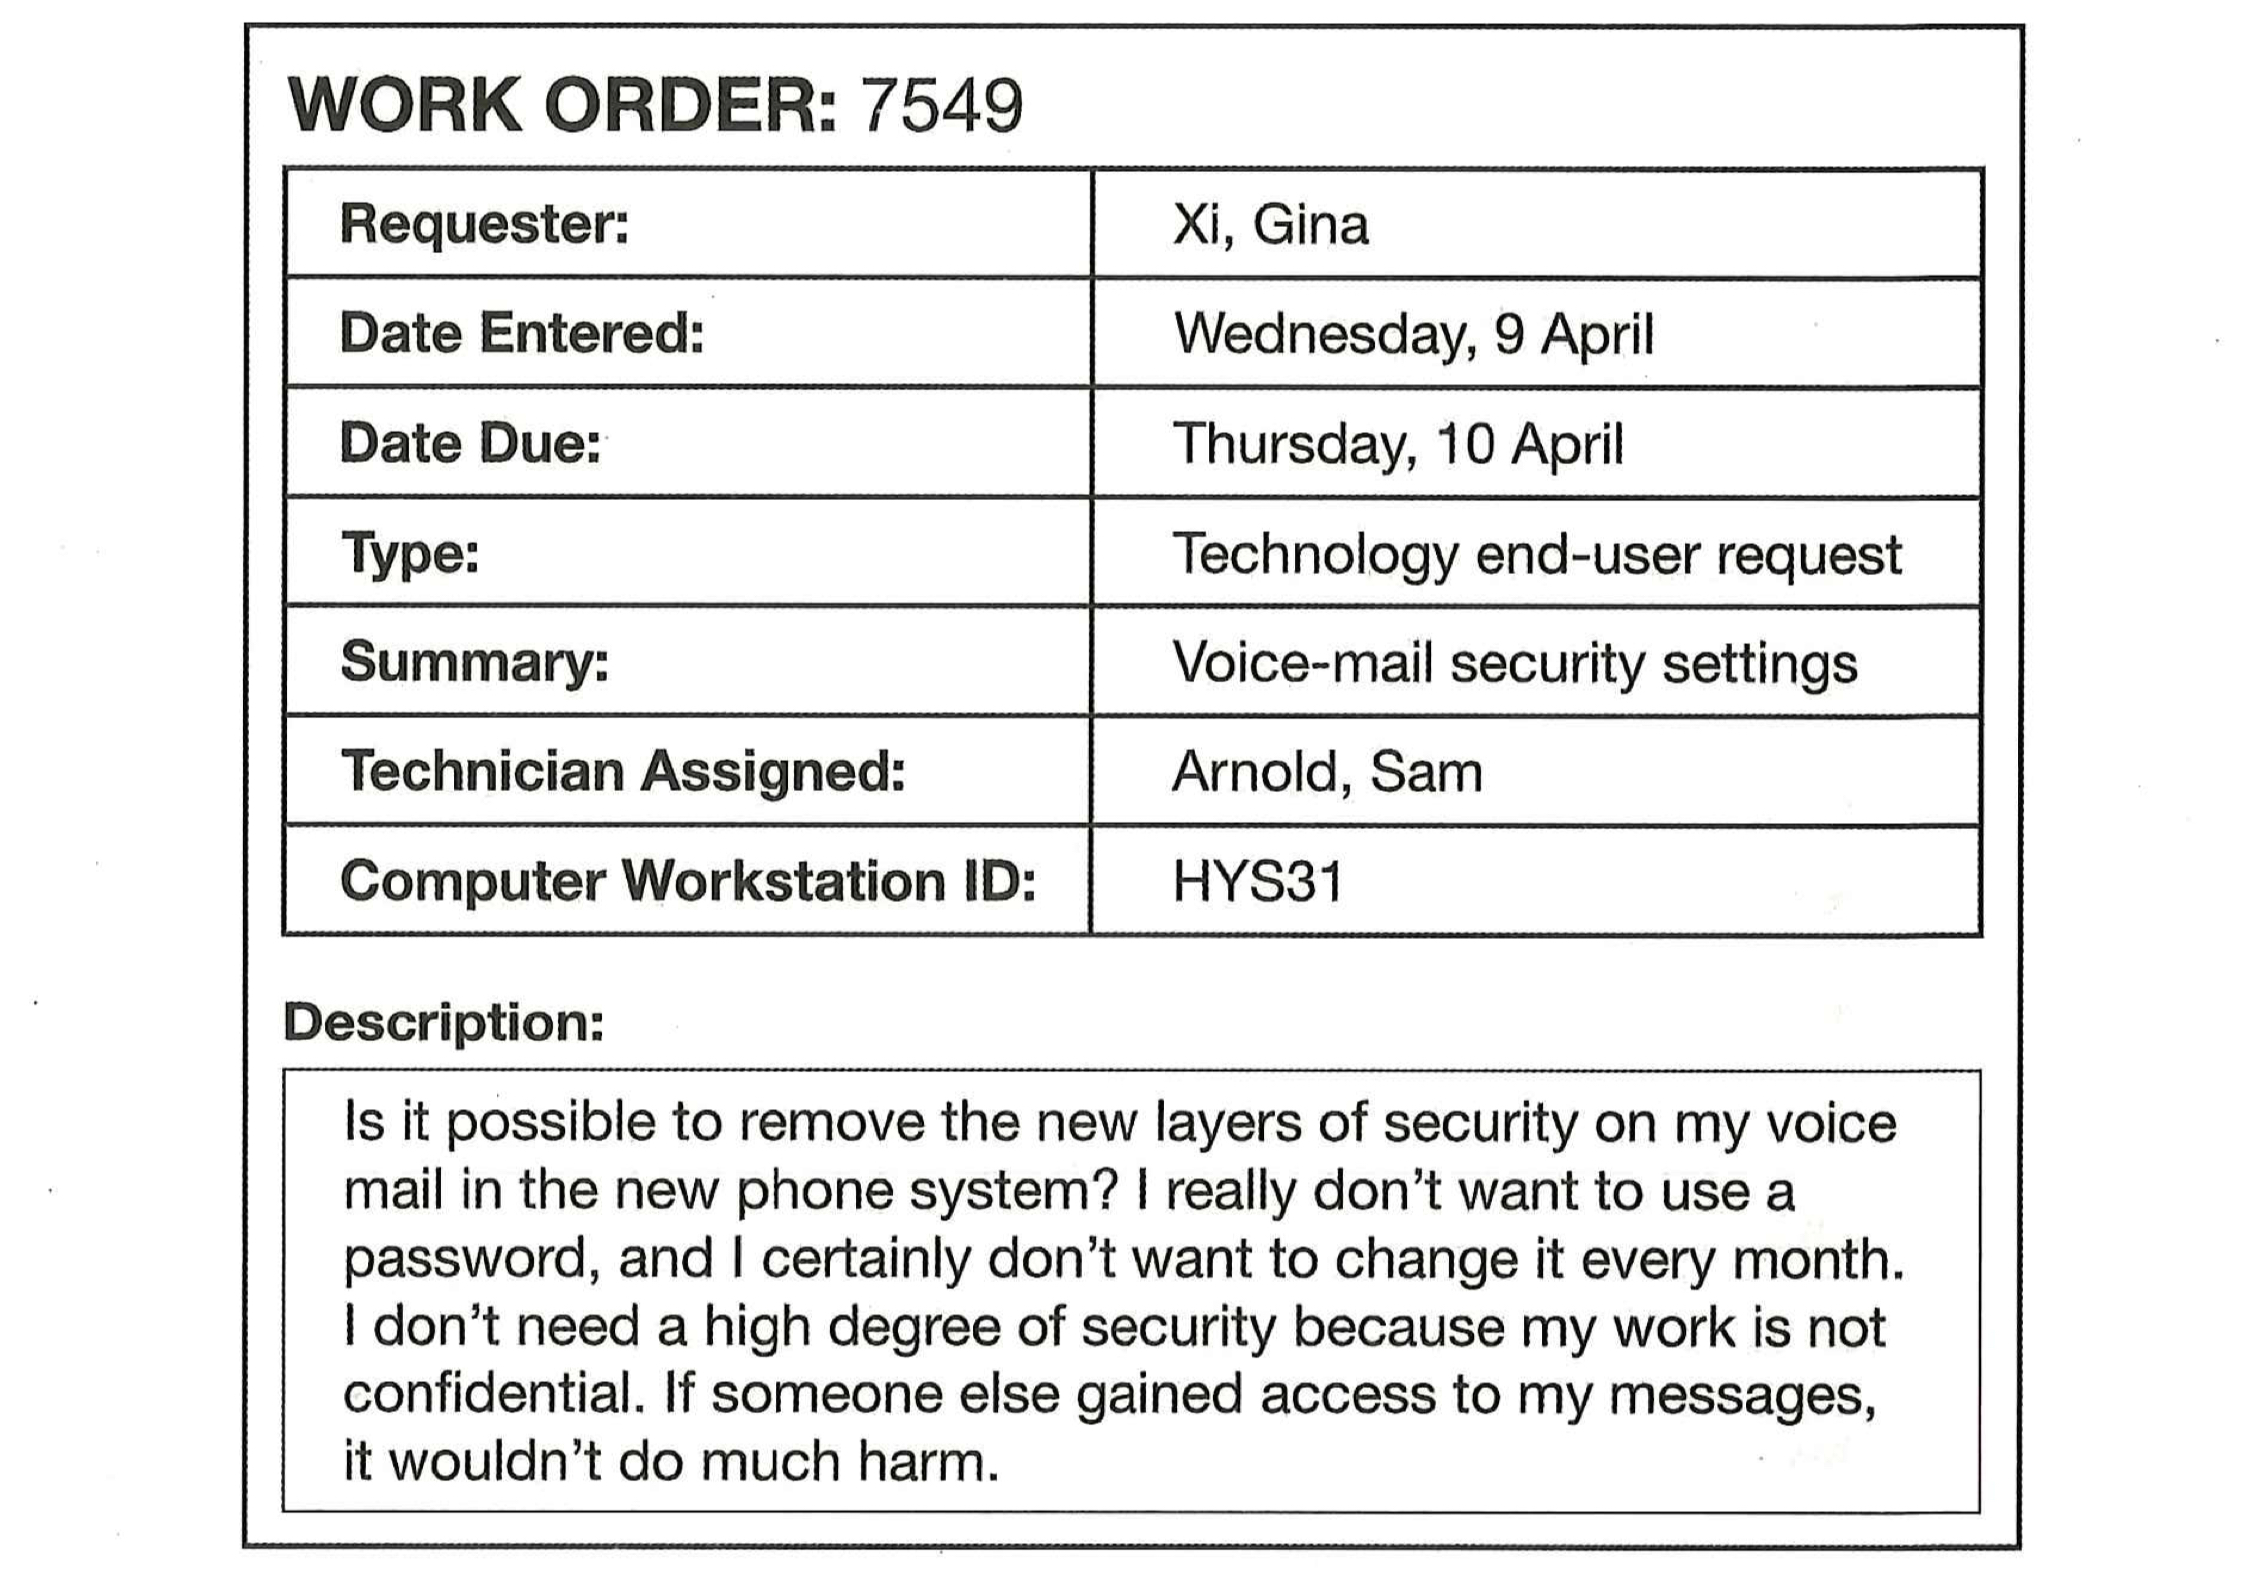 WORK ORDER: 7549
Requester: Xi, Gina
Date Entered: Wednesday, 9 April
Date Due: Thursday, 10 April
Type: Technology end-user request
Summary: Voice-mail security settings
Technician Assigned: Arnold, Sam
Computer Workstation ID: HYS31
Description:
Is it possible to remove the new layers of security on my voice
mail in the new phone system? I really don't want to use a
password, and I certainly don't want to change it every month.
I don't need a high degree of security because my work is not
confidential. If someone else gained access to my messages,
it wouldn't do much harm.